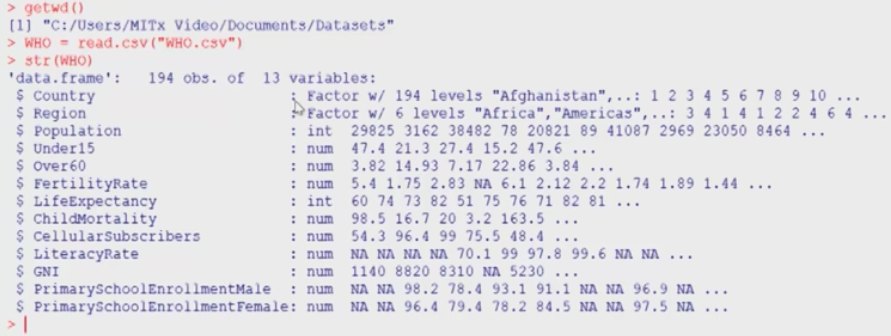 > getwd()
[1] "C:/Users/MITx Video/Documents/Datasets"
> WHO = read.csv("WHO.csv")
> str(WHO)
'data.frame':   194 obs. of  13 variables:
 $ Country                      : Factor w/ 194 levels "Afghanistan",..: 1 2 3 4 5 6 7 8 9 10 ...
 $ Region                       : Factor w/ 6 levels "Africa","Americas",..: 3 4 1 4 1 2 2 4 6 4 ...
 $ Population                   : int  29825 3162 38482 78 20821 89 41087 2969 23050 8464 ...
 $ Under15                      : num  47.4 21.3 27.4 15.2 47.6 ...
 $ Over60                       : num  3.82 14.93 7.17 22.86 3.84 ...
 $ FertilityRate                : num  5.4 1.75 2.83 NA 6.1 2.12 2.2 1.74 1.89 1.44 ...
 $ LifeExpectancy               : int  60 74 73 82 51 75 76 71 82 81 ...
 $ ChildMortality               : num  98.5 16.7 20 3.2 163.5 ...
 $ CellularSubscribers          : num  54.3 96.4 99 75.5 48.4 ...
 $ LiteracyRate                 : num  NA NA NA NA 70.1 99 97.8 99.6 NA NA ...
 $ GNI                          : num  1140 8820 8310 NA 5230 ...
 $ PrimarySchoolEnrollmentMale  : num  NA NA 98.2 78.4 93.1 91.1 NA NA 96.9 NA ...
 $ PrimarySchoolEnrollmentFemale: num  NA NA 96.4 79.4 78.2 84.5 NA NA 97.5 NA ...
>